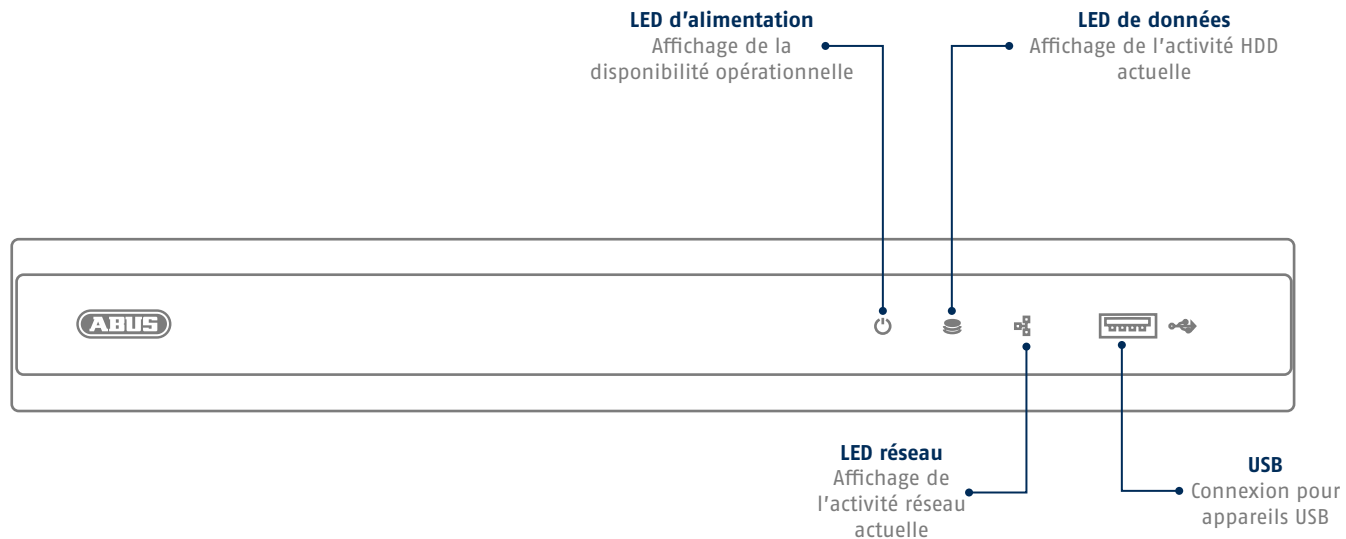 LED d’alimentation
Affichage de la
disponibilité opérationnelle
LED de données
Affichage de l’activité HDD
actuelle
ABUS
LED réseau
Affichage de
l’activité réseau
actuelle
USB
Connexion pour
appareils USB